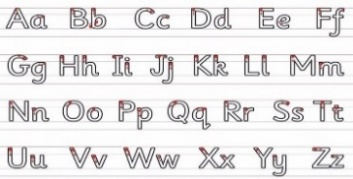 Aa Bb Cc Dd Ee Ff
Gg Hh Ii Jj Kk Ll Mm
Nn Oo Pp Qq Rr Ss Tt
Uu Vv Ww Xx Yy Zz